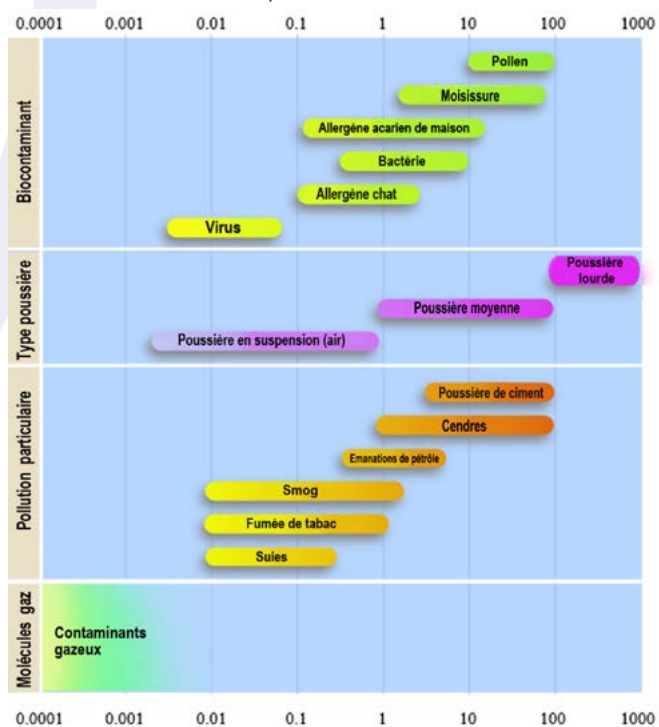 0.0001 0.001 0.01 0.1 1 10 100 1000
Biocontaminant
Pollen
Moisissure
Allergène acarien de maison
Bactérie
Allergène chat
Virus
Type poussière
Poussière
lourde
Poussière moyenne
Poussière en suspension (air)
Pollution particulaire
Poussière de ciment
Cendres
Emanations de pétrôle
Smog
Fumée de tabac
Suies
Molécules gaz
Contaminants
gazeux
0.0001 0.001 0.01 0.1 1 10 100 1000